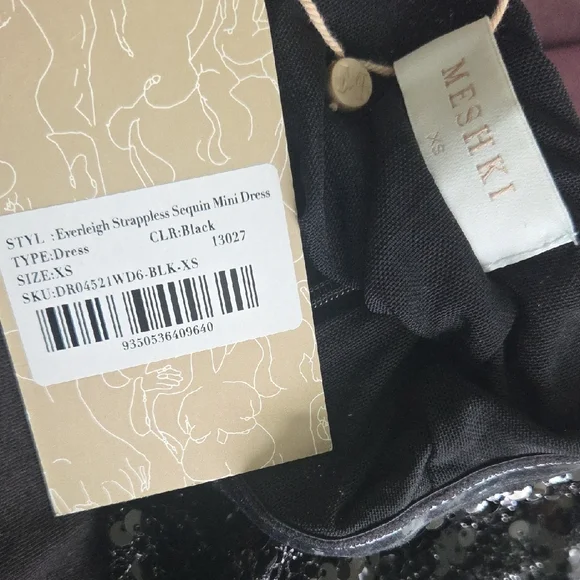 STYL :Everleigh Strappless Sequin Mini Dress
TYPE:Dress CLR:Black
SIZE:XS 13027
SKU:DR04521WD6-BLK-XS
9350536409640
MESHKI
XS